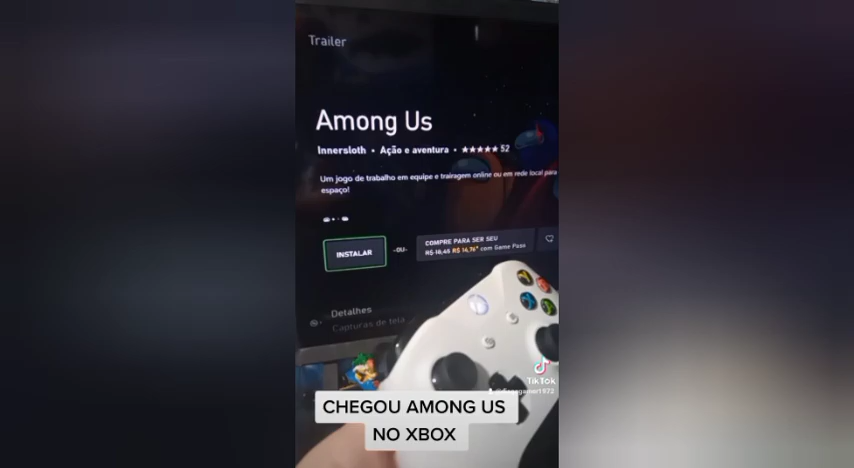 Trailer
Among Us
Innersloth • Ação e aventura • ★★★★★ 52
Um jogo de trabalho em equipe e trairagem online ou em rede local para
espaço!
INSTALAR
-OU-
COMPRE PARA SER SEU
R$ 18,45 R$ 14,76* com Game Pass
Detalhes
Capturas de tela
TikTok
CHEGOU AMONG US
NO XBOX